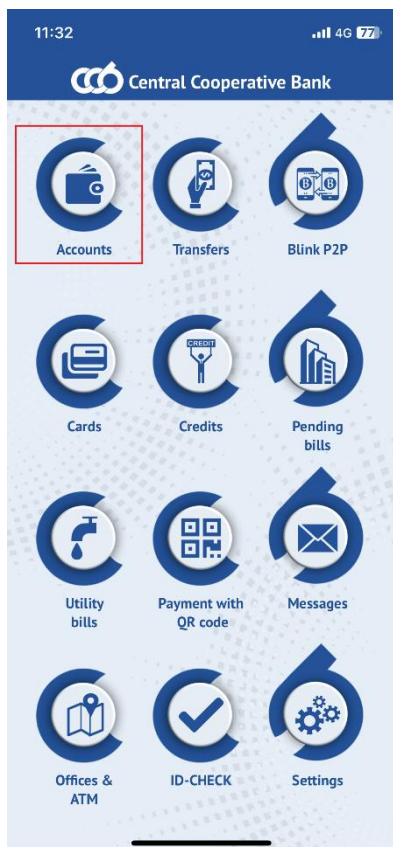 11:32 4G 77
CCB Central Cooperative Bank
Accounts Transfers Blink P2P
CREDIT
Cards Credits Pending
bills
Utility Payment with Messages
bills QR code
Offices & ID-CHECK Settings
ATM